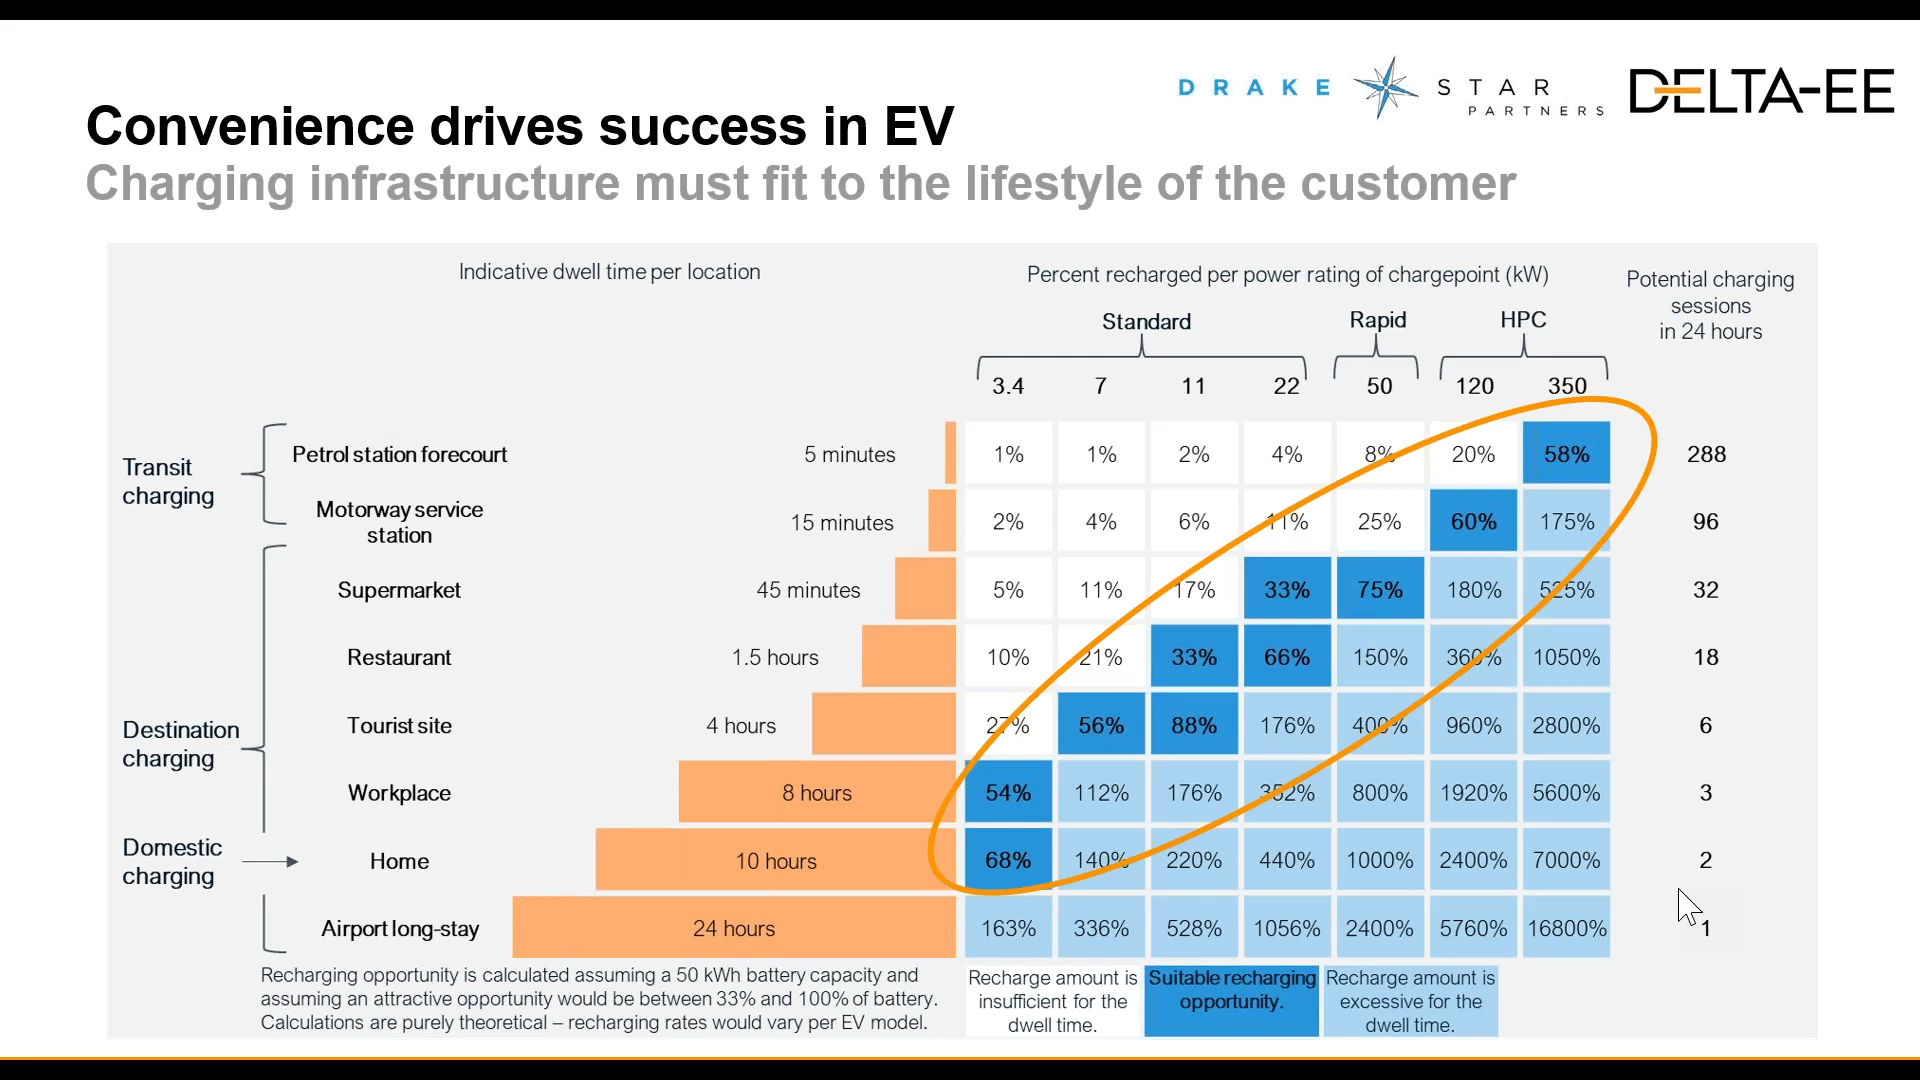 DRAKE STAR
PARTNERS
DELTA-EE
Convenience drives success in EV
Charging infrastructure must fit to the lifestyle of the customer
Indicative dwell time per location
Percent recharged per power rating of chargepoint (kW)
Potential charging
sessions
in 24 hours
Standard Rapid HPC
3.4 7 11 22 50 120 350
Transit
charging
Petrol station forecourt 5 minutes 1% 1% 2% 4% 8% 20% 58% 288
Motorway service
station
15 minutes 2% 4% 6% 11% 25% 60% 175% 96
Supermarket 45 minutes 5% 11% 17% 33% 75% 180% 525% 32
Restaurant 1.5 hours 10% 21% 33% 66% 150% 360% 1050% 18
Destination
charging
Tourist site 4 hours 27% 56% 88% 176% 400% 960% 2800% 6
Workplace 8 hours 54% 112% 176% 352% 800% 1920% 5600% 3
Domestic
charging
Home 10 hours 68% 140% 220% 440% 1000% 2400% 7000% 2
Airport long-stay 24 hours 163% 336% 528% 1056% 2400% 5760% 16800% 1
Recharging opportunity is calculated assuming a 50 kWh battery capacity and
assuming an attractive opportunity would be between 33% and 100% of battery.
Calculations are purely theoretical – recharging rates would vary per EV model.
Recharge amount is
insufficient for the
dwell time.
Suitable recharging
opportunity.
Recharge amount is
excessive for the
dwell time.